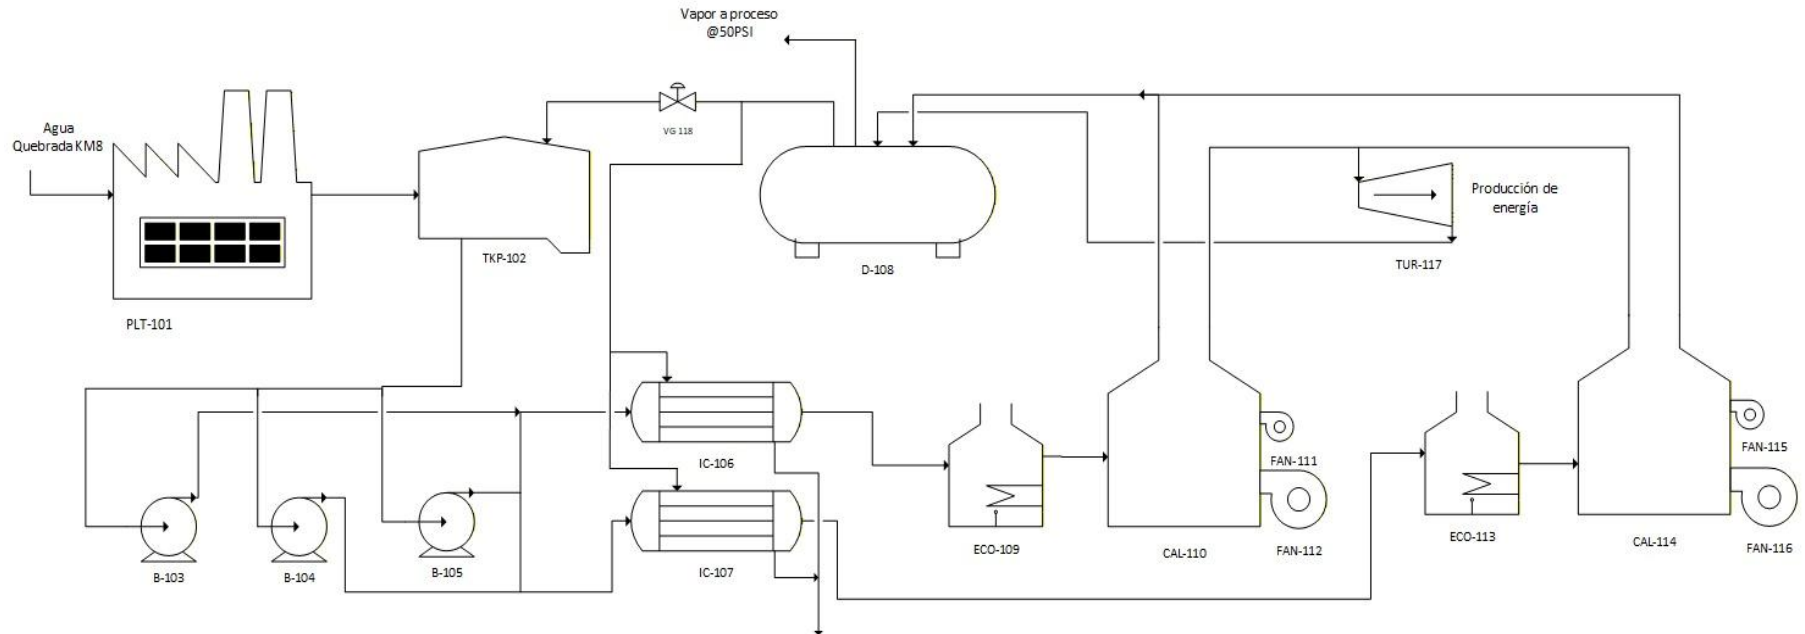 Vapor a proceso
@50PSI
Agua
Quebrada KM8
VG 118
Producción de
energía
TKP-102
D-108
TUR-117
PLT-101
IC-106
FAN-111
FAN-115
IC-107
ECO-109
CAL-110
FAN-112
ECO-113
CAL-114
FAN-116
B-103
B-104
B-105